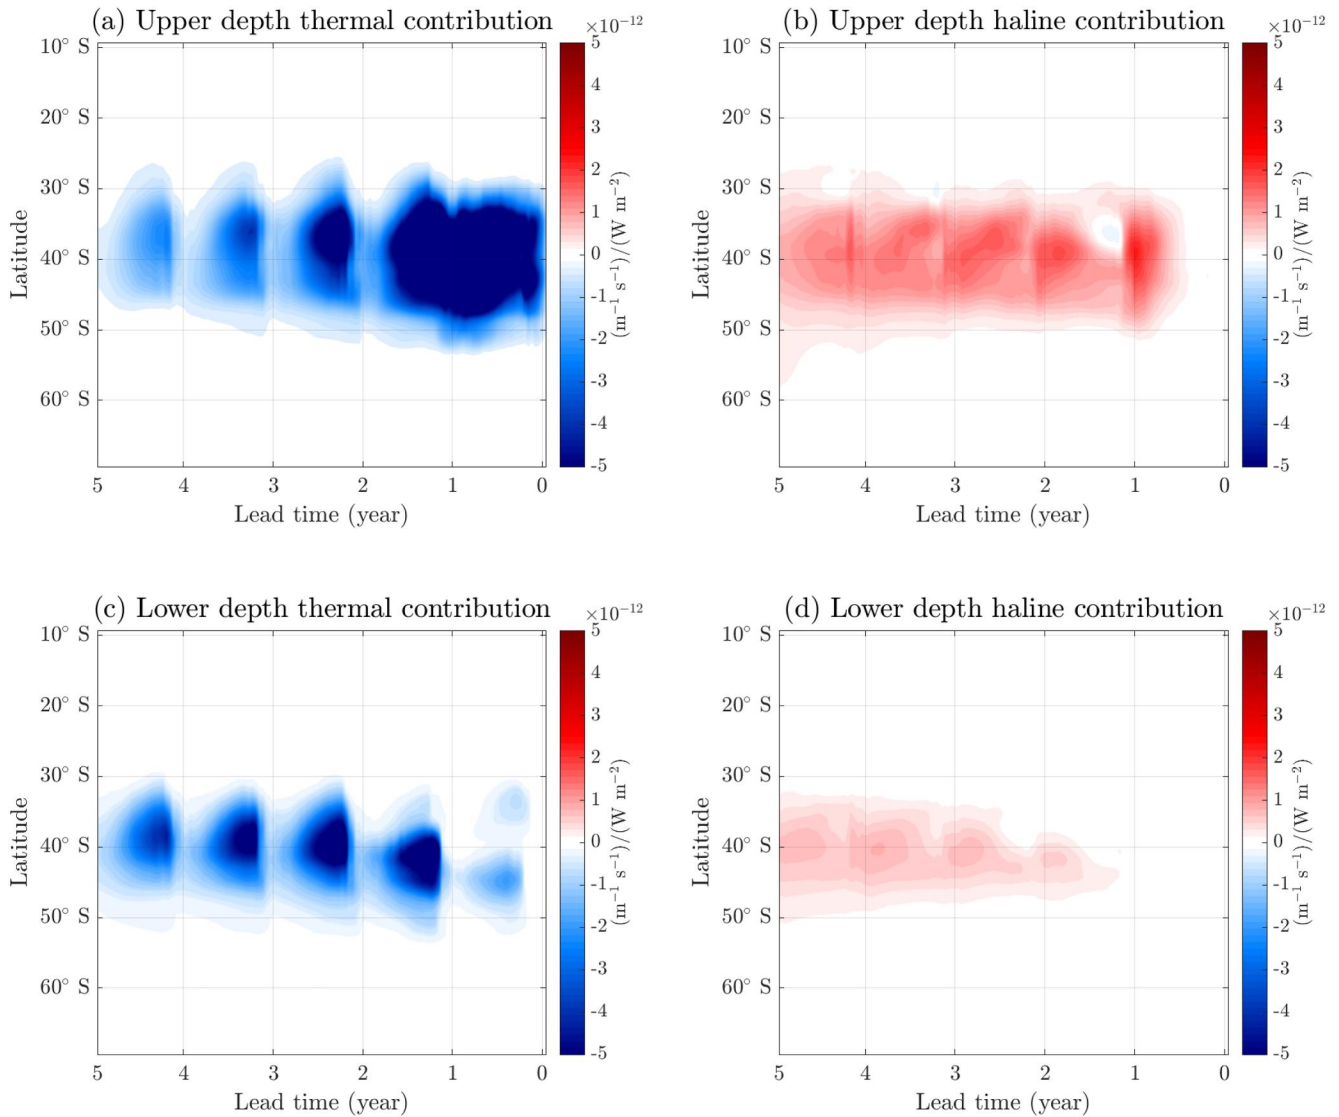 (a) Upper depth thermal contribution
×10⁻¹²
10° S
20° S
30° S
40° S
50° S
60° S
Latitude
5 4 3 2 1 0
Lead time (year)
5
4
3
2
1
0
-1
-2
-3
-4
-5
(m⁻¹ s⁻¹)/(W m⁻²)
(b) Upper depth haline contribution
×10⁻¹²
10° S
20° S
30° S
40° S
50° S
60° S
Latitude
5 4 3 2 1 0
Lead time (year)
5
4
3
2
1
0
-1
-2
-3
-4
-5
(m⁻¹ s⁻¹)/(W m⁻²)
(c) Lower depth thermal contribution
×10⁻¹²
10° S
20° S
30° S
40° S
50° S
60° S
Latitude
5 4 3 2 1 0
Lead time (year)
5
4
3
2
1
0
-1
-2
-3
-4
-5
(m⁻¹ s⁻¹)/(W m⁻²)
(d) Lower depth haline contribution
×10⁻¹²
10° S
20° S
30° S
40° S
50° S
60° S
Latitude
5 4 3 2 1 0
Lead time (year)
5
4
3
2
1
0
-1
-2
-3
-4
-5
(m⁻¹ s⁻¹)/(W m⁻²)